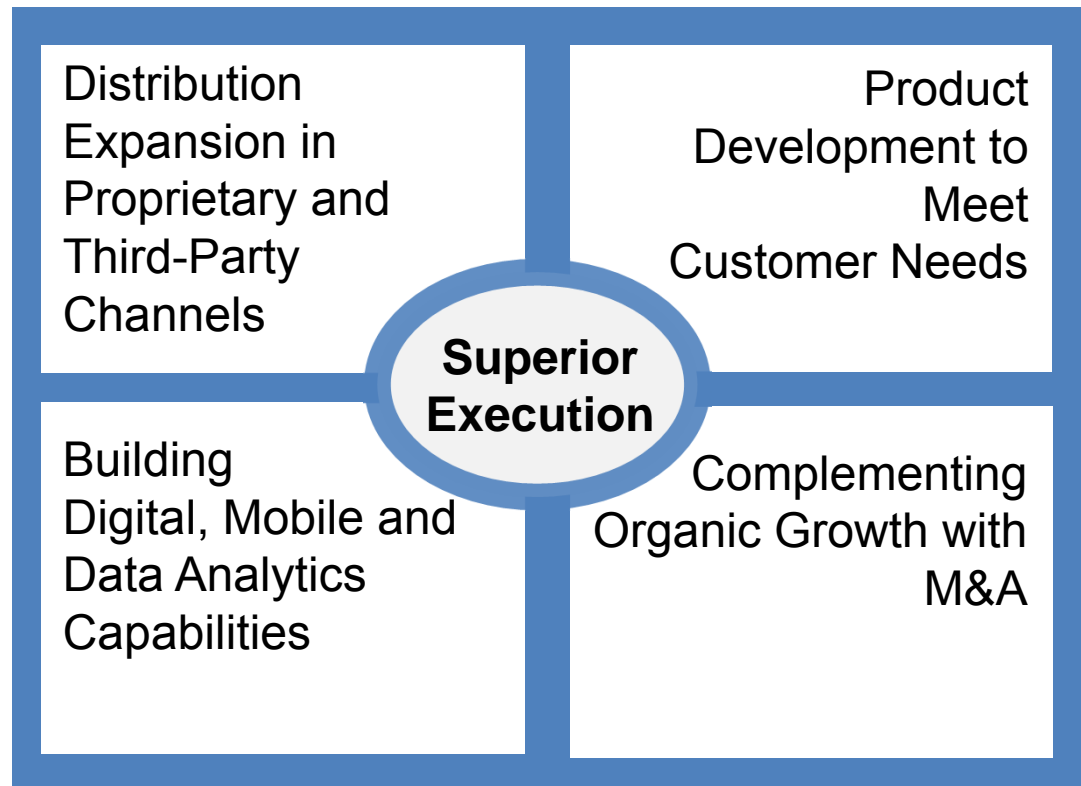 Distribution
Expansion in
Proprietary and
Third-Party
Channels
Product
Development to
Meet
Customer Needs
Superior
Execution
Building
Digital, Mobile and
Data Analytics
Capabilities
Complementing
Organic Growth with
M&A